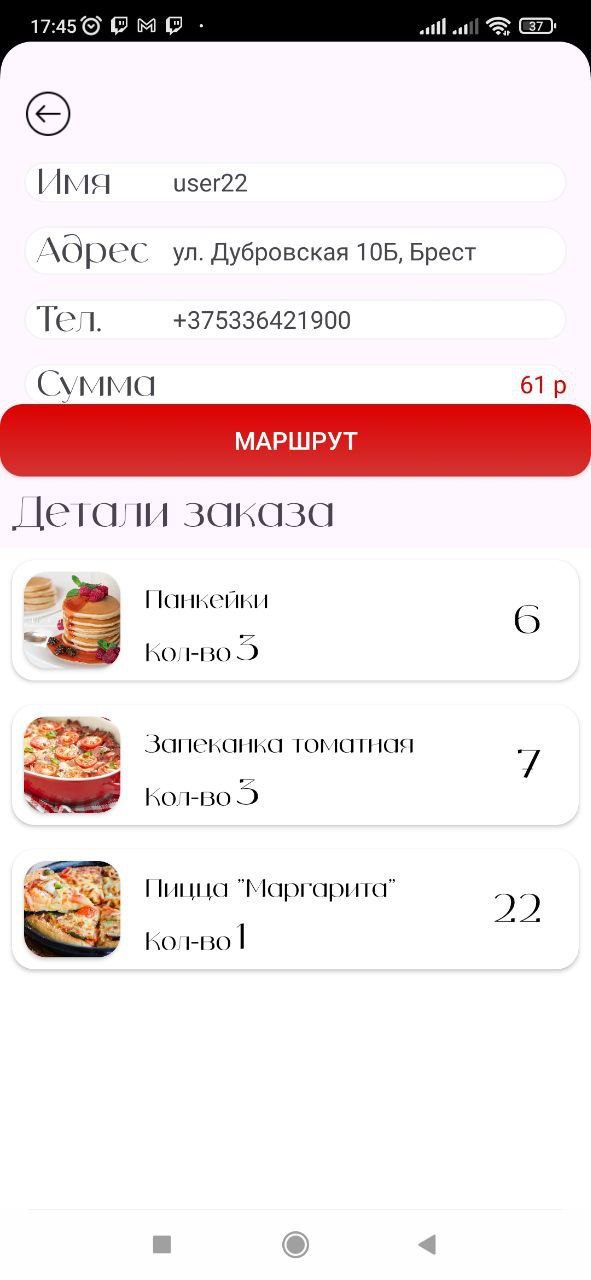 17:45
37
Имя user22
Адрес ул. Дубровская 10Б, Брест
Тел. +375336421900
Сумма 61 р
МАРШРУТ
Детали заказа
Панкейки
6
Кол-во 3
Запеканка томатная
7
Кол-во 3
Пицца "Маргарита"
22
Кол-во 1